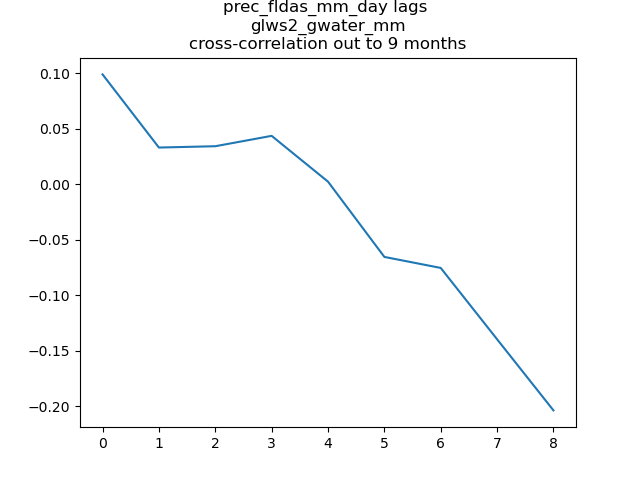 prec_fldas_mm_day lags
glws2_gwater_mm
cross-correlation out to 9 months
0.10
0.05
0.00
−0.05
−0.10
−0.15
−0.20
0 1 2 3 4 5 6 7 8